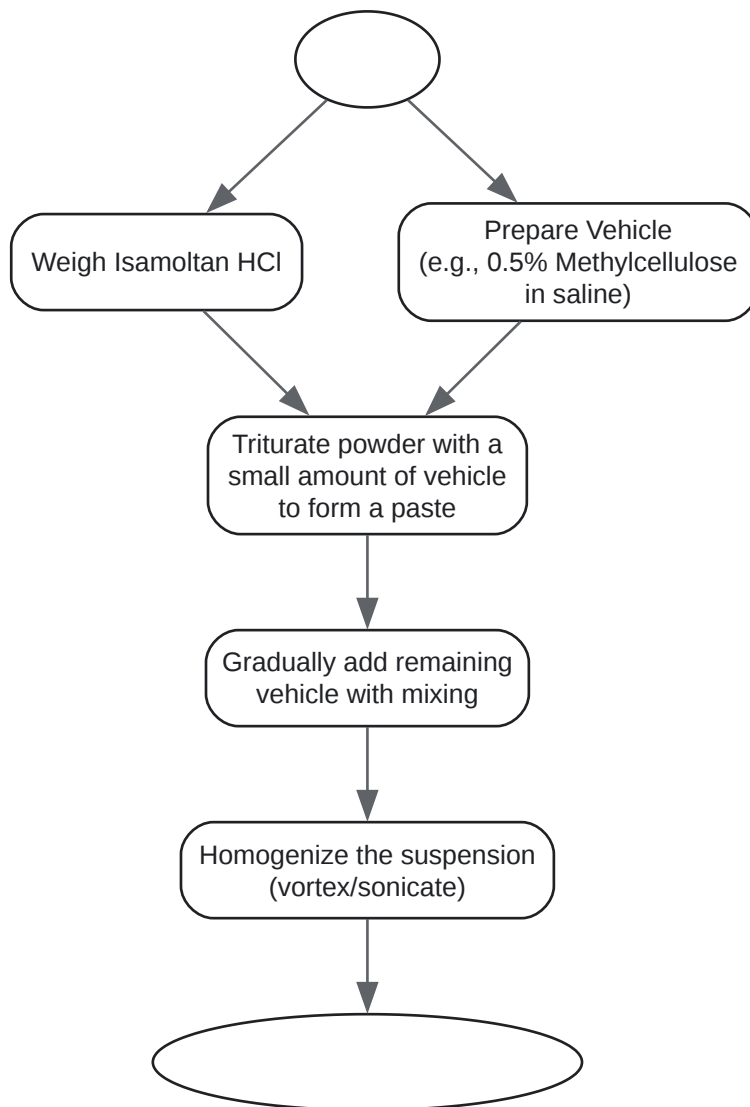 Weigh Isamoltan HCl
Prepare Vehicle
(e.g., 0.5% Methylcellulose
in saline)
Triturate powder with a
small amount of vehicle
to form a paste
Gradually add remaining
vehicle with mixing
Homogenize the suspension
(vortex/sonicate)